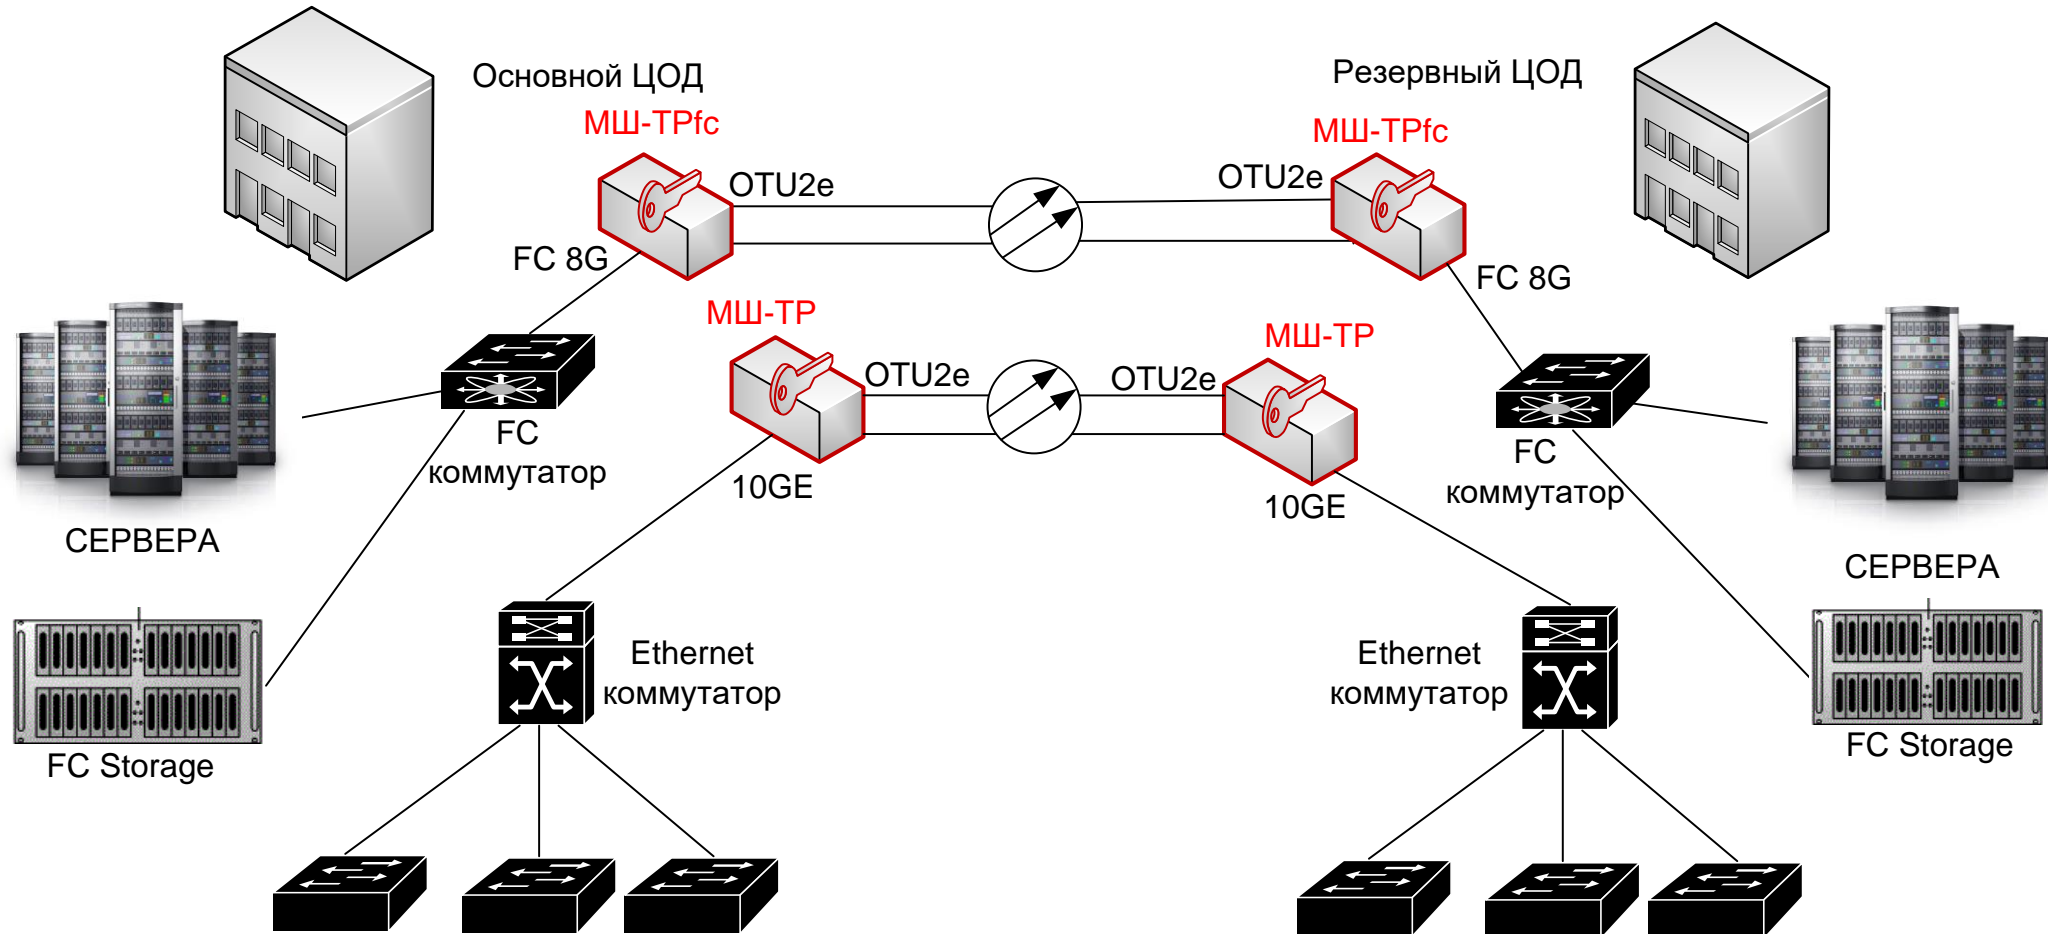 Основной ЦОД
Резервный ЦОД
МШ-ТРfc
МШ-ТРfc
OTU2e
OTU2e
FC 8G
FC 8G
МШ-ТР
МШ-ТР
OTU2e
OTU2e
FC
коммутатор
FC
коммутатор
10GE
10GE
СЕРВЕРА
СЕРВЕРА
Ethernet
коммутатор
Ethernet
коммутатор
FC Storage
FC Storage